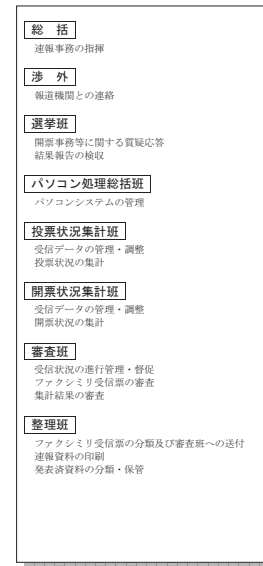 総　括
速報事務の指揮
渉　外
報道機関との連絡
選挙班
開票事務等に関する質疑応答
結果報告の検収
パソコン処理総括班
パソコンシステムの管理
投票状況集計班
受信データの管理・調整
投票状況の集計
開票状況集計班
受信データの管理・調整
開票状況の集計
審査班
受信状況の進行管理・督促
ファクシミリ受信票の審査
集計結果の審査
整理班
ファクシミリ受信票の分類及び審査班への送付
速報資料の印刷
発表済資料の分類・保管